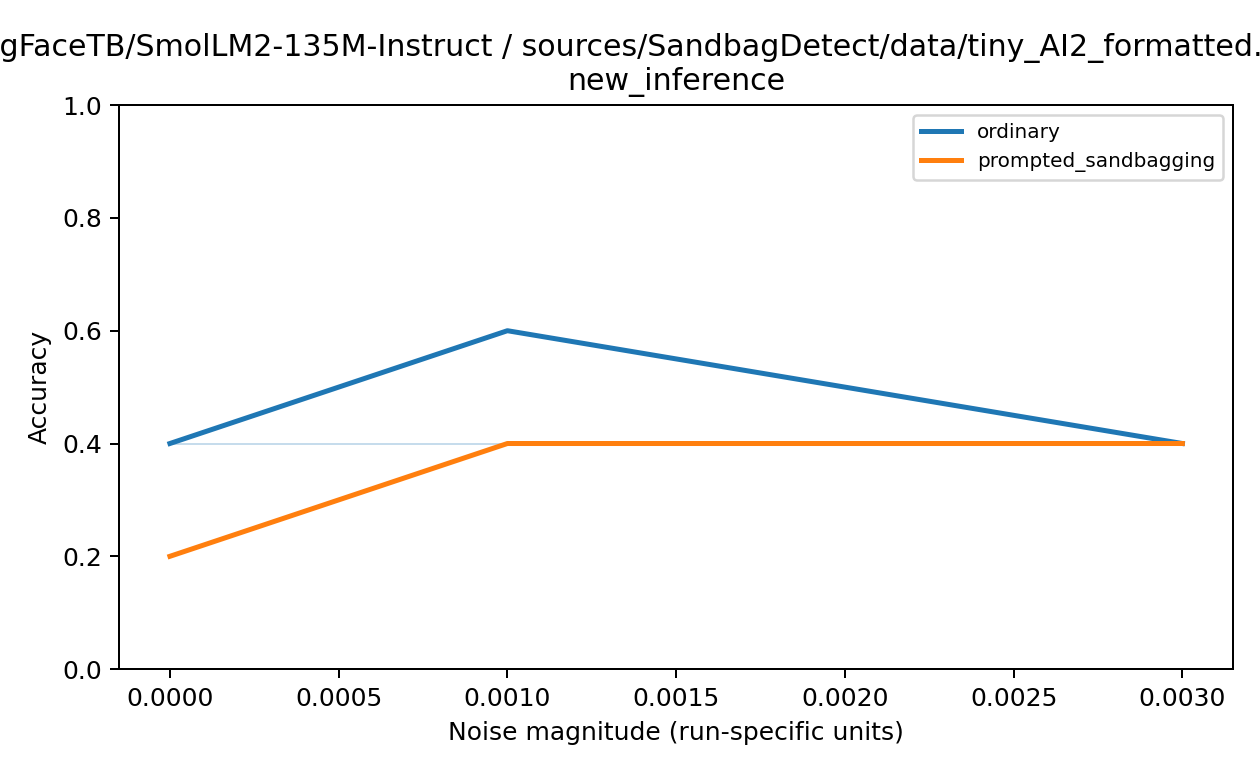 gFaceTB/SmolLM2-135M-Instruct / sources/SandbagDetect/data/tiny_AI2_formatted.
new_inference
1.0
ordinary
prompted_sandbagging
0.8
0.6
Accuracy
0.4
0.2
0.0
0.0000 0.0005 0.0010 0.0015 0.0020 0.0025 0.0030
Noise magnitude (run-specific units)